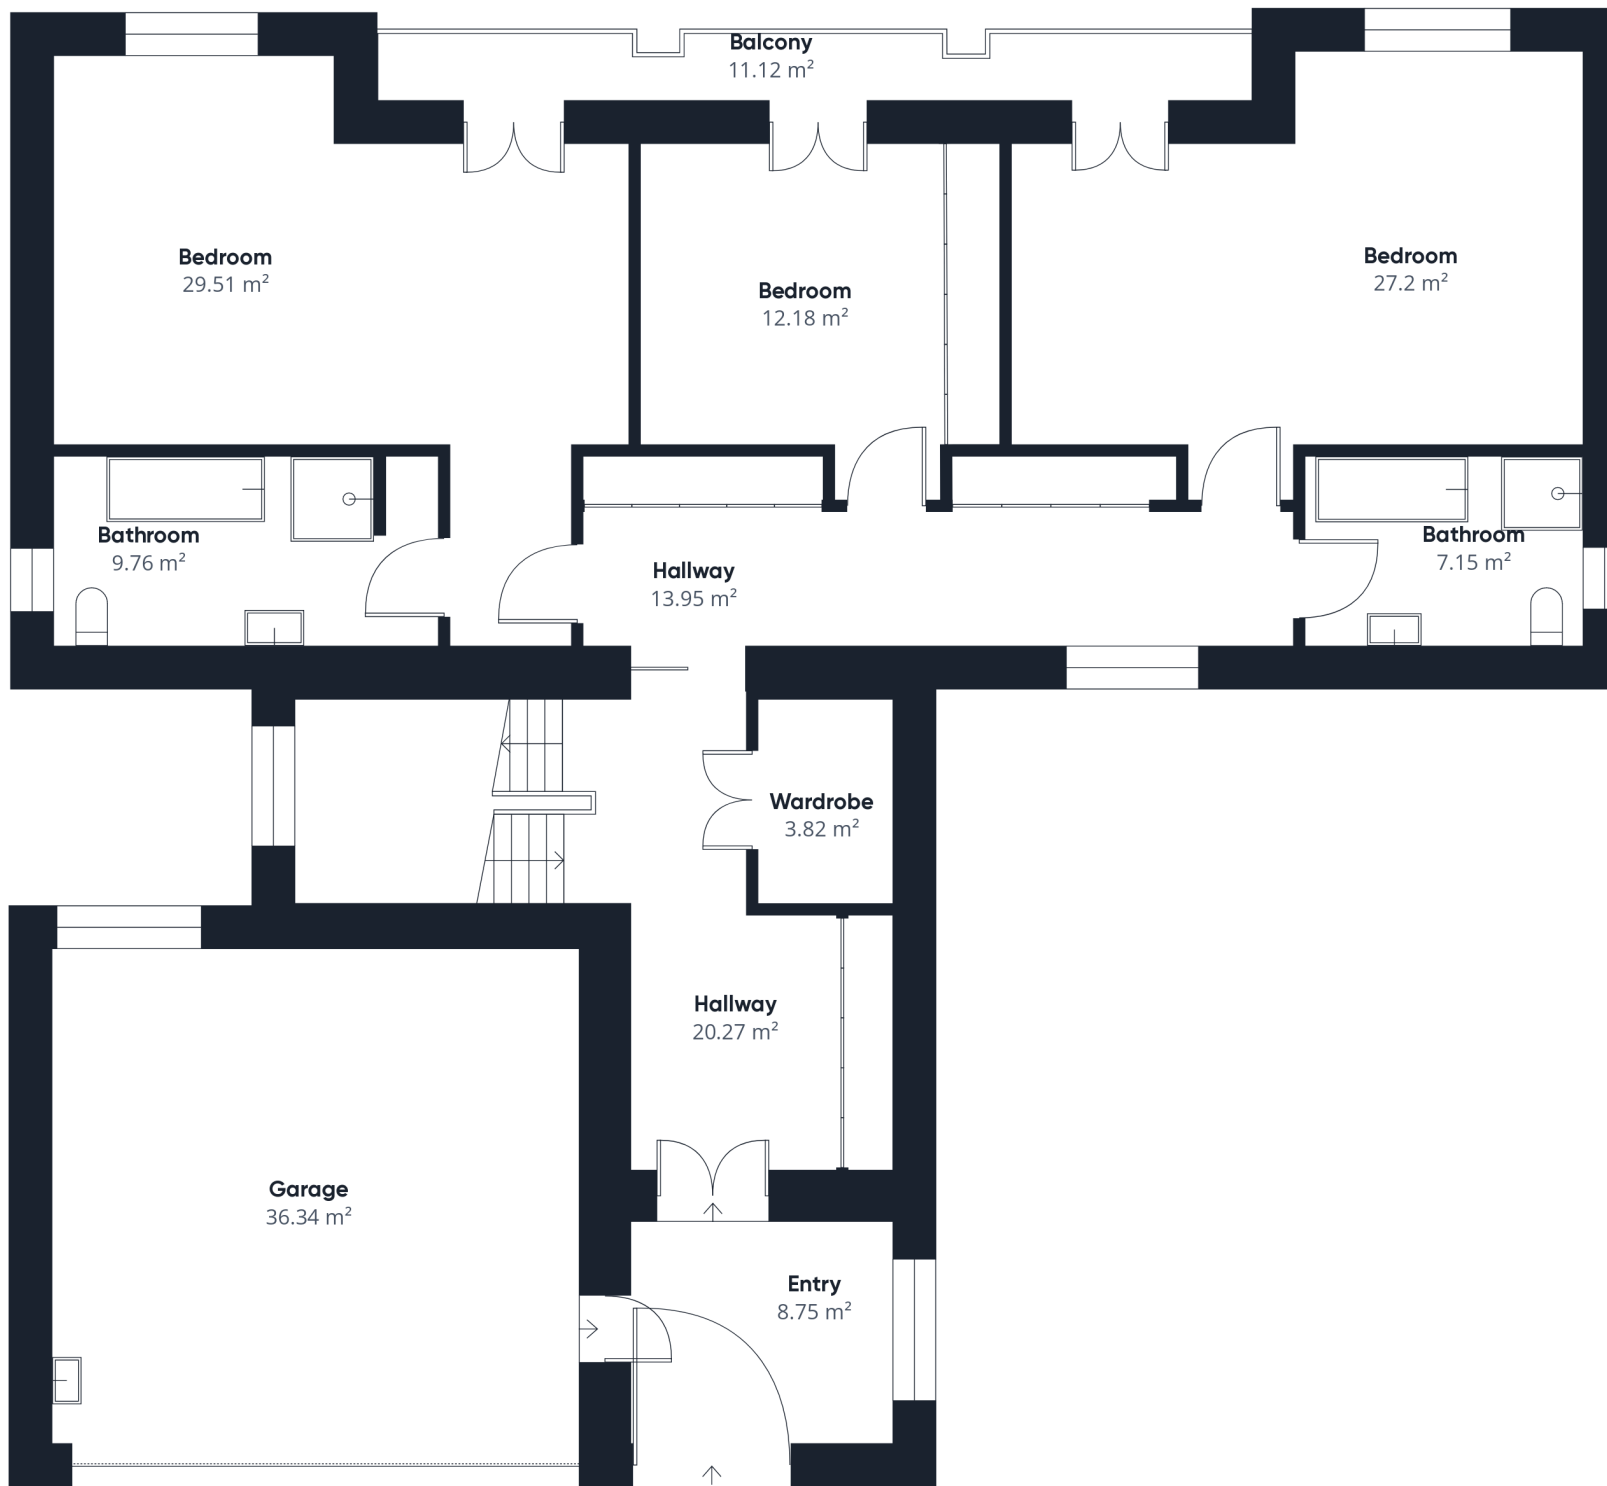 Balcony
11.12 m²
Bedroom
29.51 m²
Bedroom
12.18 m²
Bedroom
27.2 m²
Bathroom
9.76 m²
Hallway
13.95 m²
Bathroom
7.15 m²
Wardrobe
3.82 m²
Hallway
20.27 m²
Garage
36.34 m²
Entry
8.75 m²